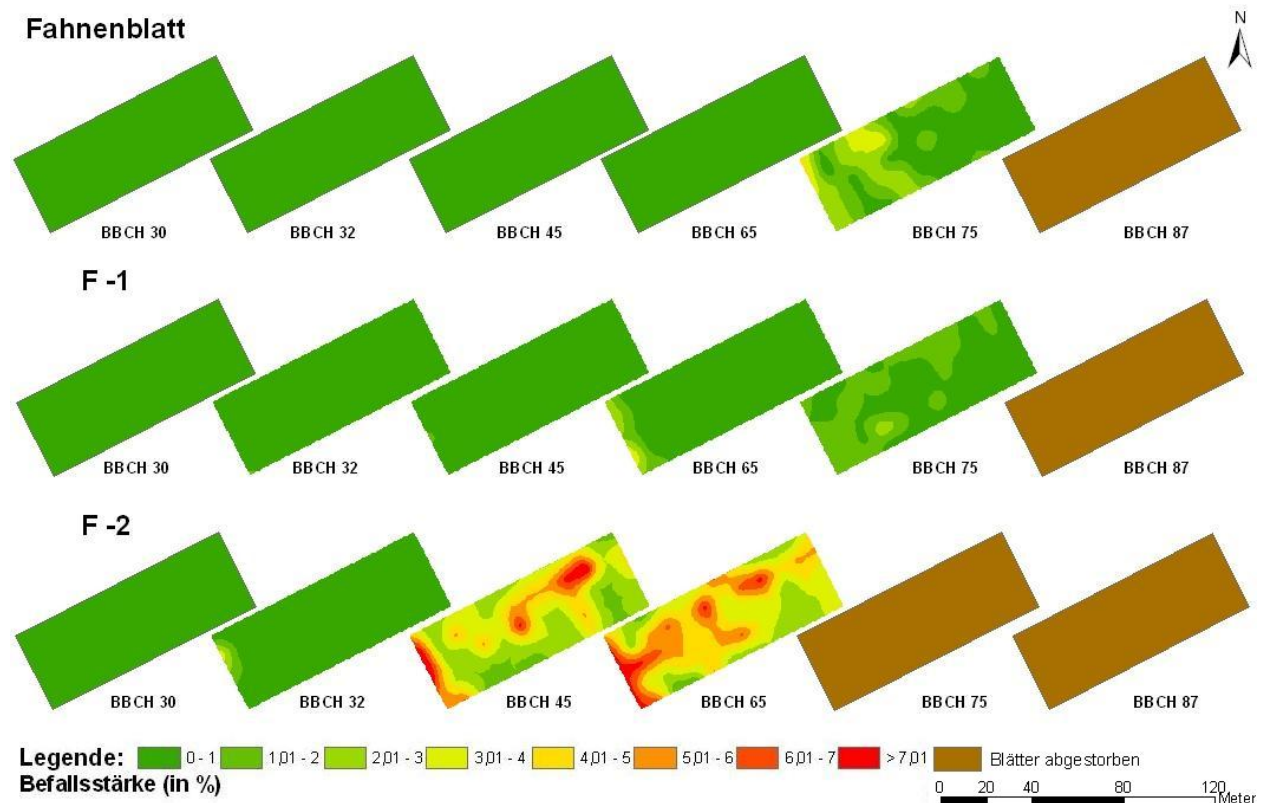 Fahnenblatt
N
BBCH 30 BBCH 32 BBCH 45 BBCH 65 BBCH 75 BBCH 87
F -1
BBCH 30 BBCH 32 BBCH 45 BBCH 65 BBCH 75 BBCH 87
F -2
BBCH 30 BBCH 32 BBCH 45 BBCH 65 BBCH 75 BBCH 87
Legende: 0 - 1 1,01 - 2 2,01 - 3 3,01 - 4 4,01 - 5 5,01 - 6 6,01 - 7 >7,01 Blätter abgestorben
Befallsstärke (in %)
0 20 40 80 120
Meter